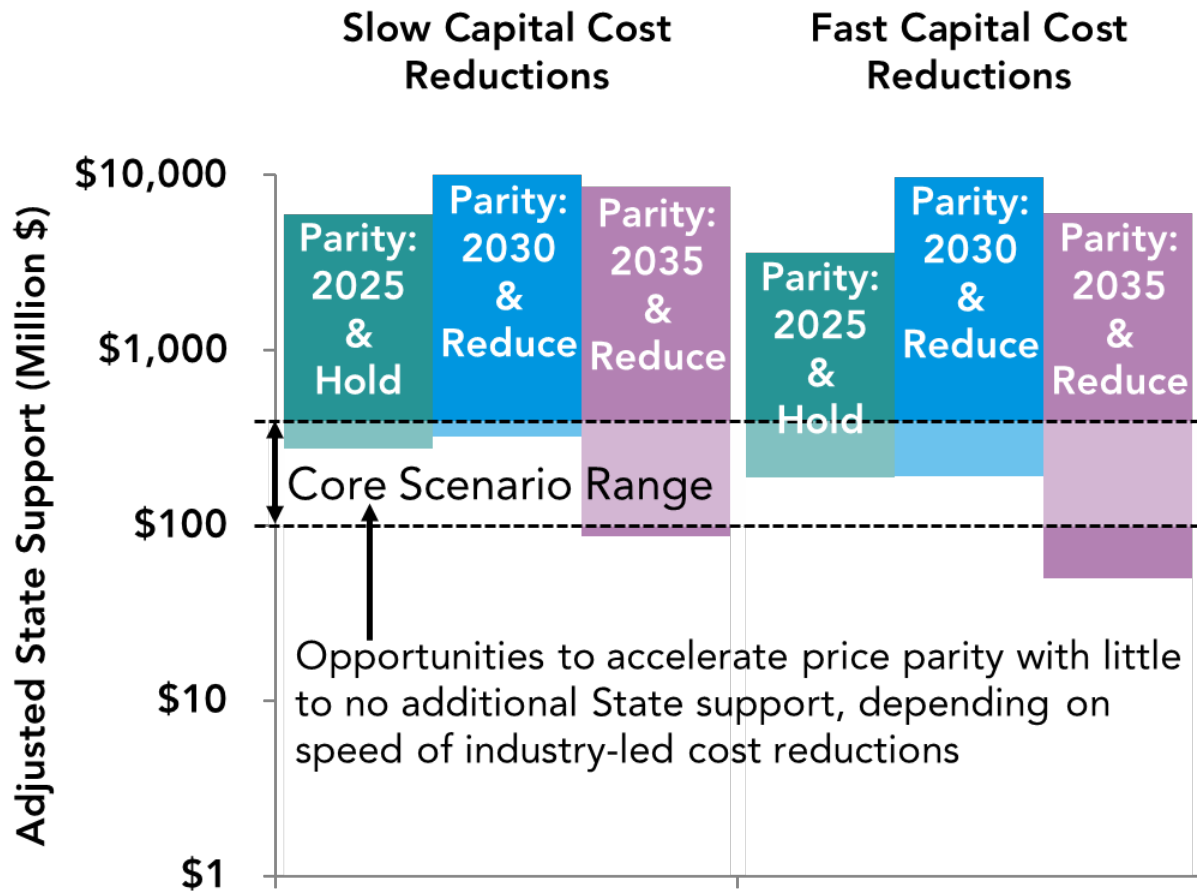 Slow Capital Cost
Reductions
Fast Capital Cost
Reductions
Adjusted State Support (Million $)
$10,000
$1,000
$100
$10
$1
Parity:
2025
&
Hold
Parity:
2030
&
Reduce
Parity:
2035
&
Reduce
Parity:
2025
&
Hold
Parity:
2030
&
Reduce
Parity:
2035
&
Reduce
Core Scenario Range
Opportunities to accelerate price parity with little
to no additional State support, depending on
speed of industry-led cost reductions